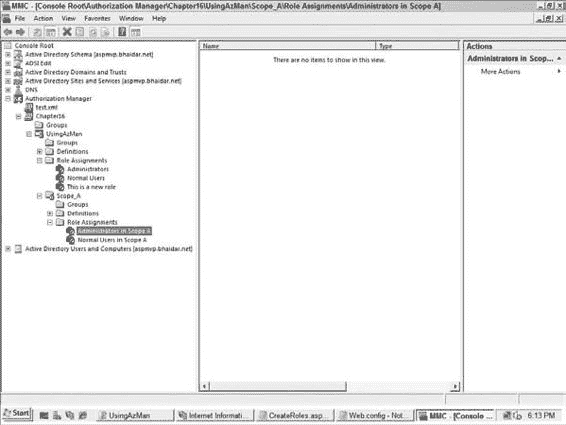 MMC - [Console Root\Authorization Manager\Chapter16\UsingAzMan\Scope_A\Role Assignments\Administrators in Scope A]
File Action View Favorites Window Help
Console Root
Active Directory Schema [aspmvp.bhaidar.net]
ADSI Edit
Active Directory Domains and Trusts
Active Directory Sites and Services [aspmvp.bhaidar.net]
DNS
Authorization Manager
test.xml
Chapter16
Groups
UsingAzMan
Groups
Definitions
Role Assignments
Administrators
Normal Users
This is a new role
Scope_A
Groups
Definitions
Role Assignments
Administrators in Scope A
Normal Users in Scope A
Active Directory Users and Computers [aspmvp.bhaidar.net]
Name Type
There are no items to show in this view.
Actions
Administrators in Scop...
More Actions
Start UsingAzMan Internet Informati... CreateRoles.asp... Web.config - Not... MMC - [Console ... 6:13 PM